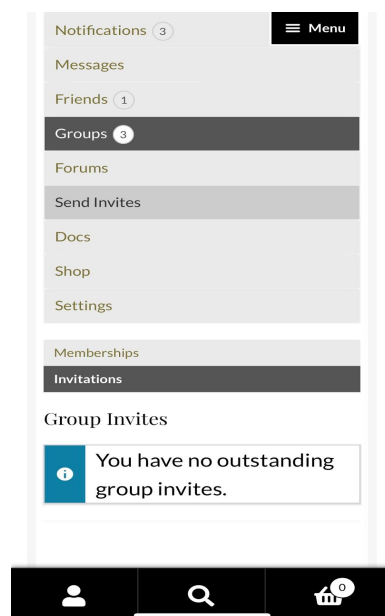 Notifications 3
Menu
Messages
Friends 1
Groups 3
Forums
Send Invites
Docs
Shop
Settings
Memberships
Invitations
Group Invites
You have no outstanding
group invites.
0